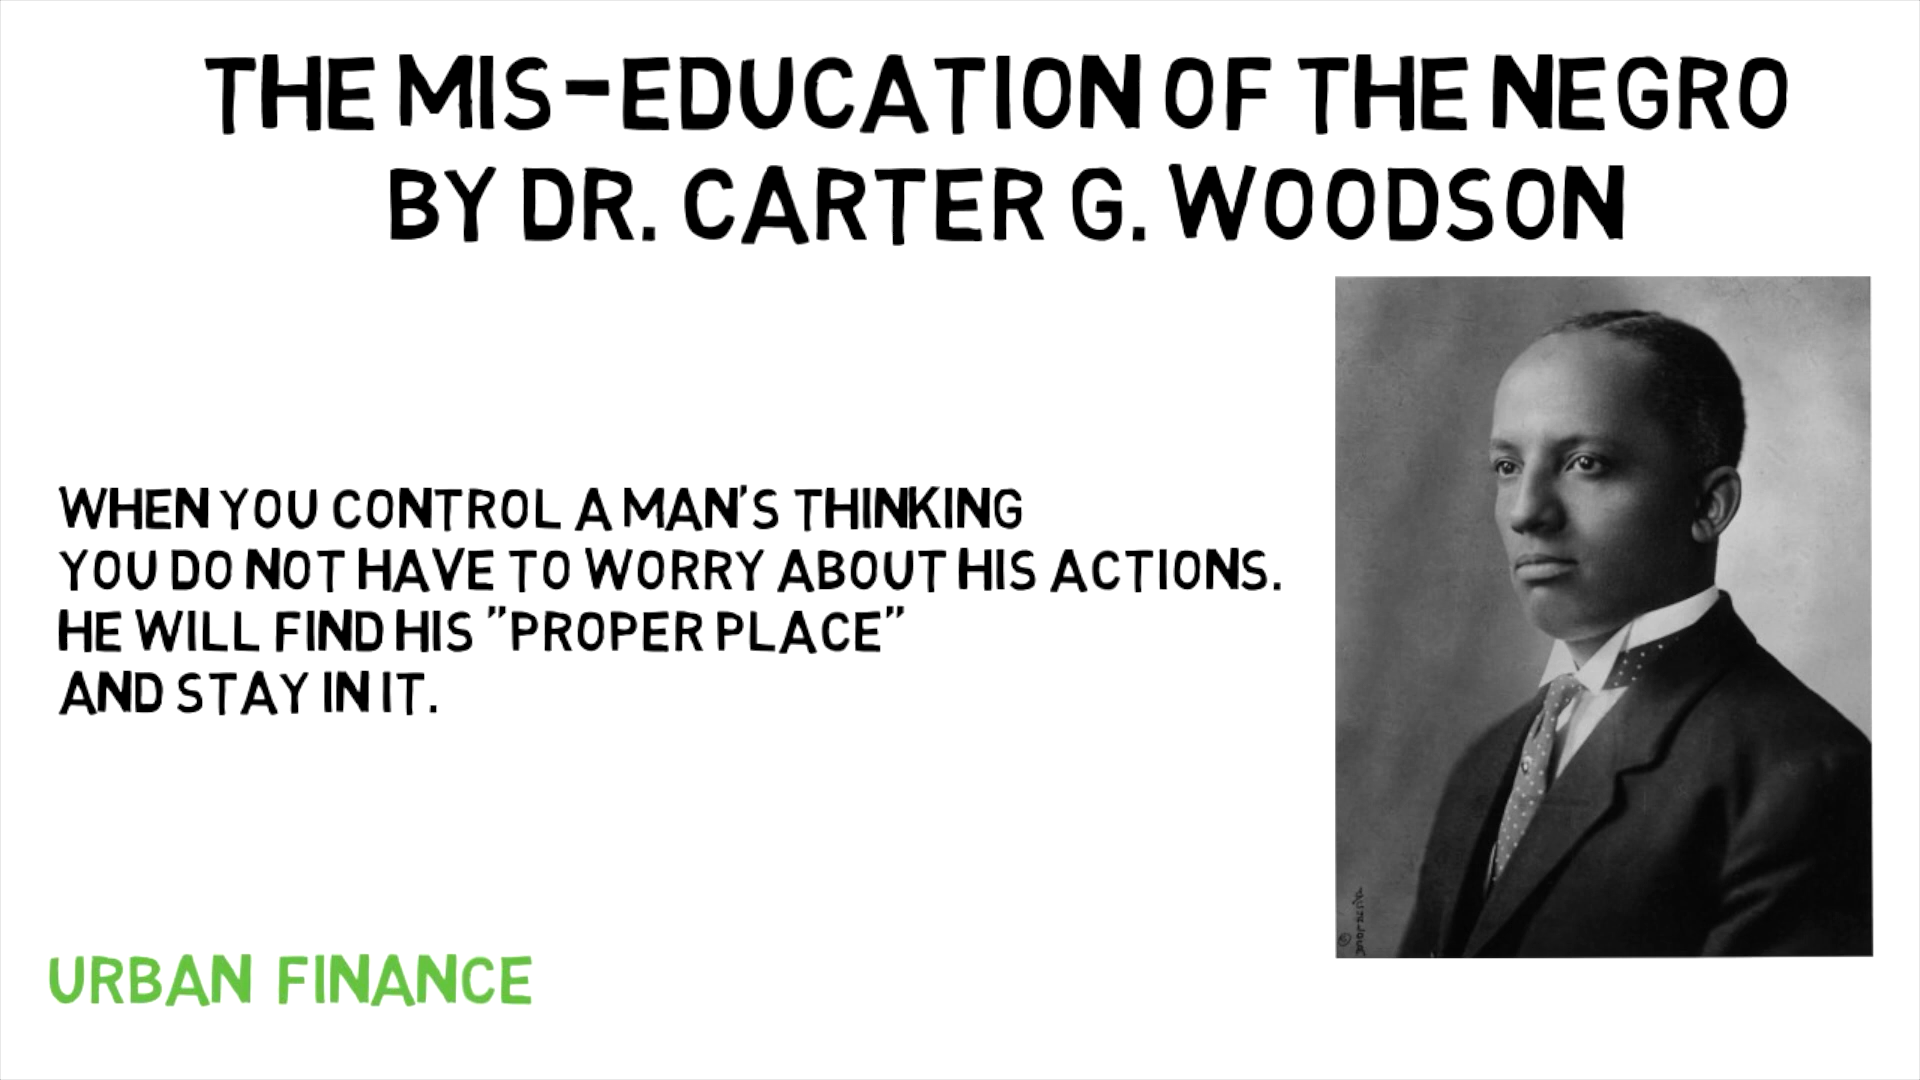 THE MIS-EDUCATION OF THE NEGRO
BY DR. CARTER G. WOODSON
WHEN YOU CONTROL A MAN'S THINKING
YOU DO NOT HAVE TO WORRY ABOUT HIS ACTIONS.
HE WILL FIND HIS "PROPER PLACE"
AND STAY IN IT.
URBAN FINANCE